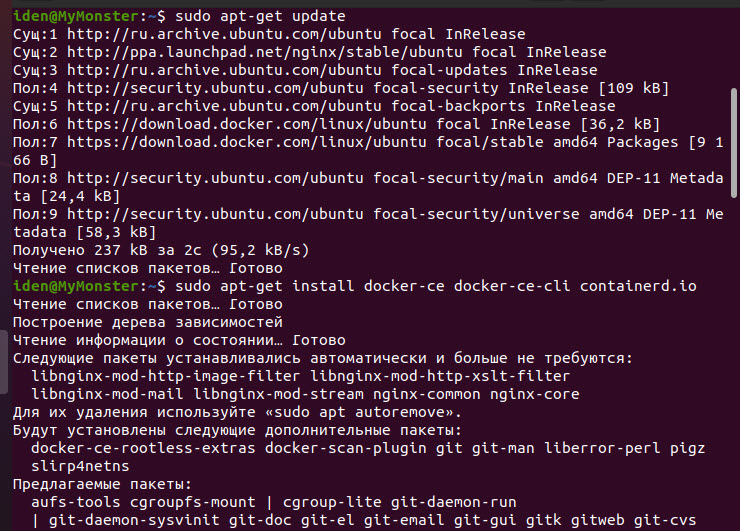 iden@MyMonster:~$ sudo apt-get update
Сущ:1 http://ru.archive.ubuntu.com/ubuntu focal InRelease
Сущ:2 http://ppa.launchpad.net/nginx/stable/ubuntu focal InRelease
Сущ:3 http://ru.archive.ubuntu.com/ubuntu focal-updates InRelease
Пол:4 http://security.ubuntu.com/ubuntu focal-security InRelease [109 kB]
Сущ:5 http://ru.archive.ubuntu.com/ubuntu focal-backports InRelease
Пол:6 https://download.docker.com/linux/ubuntu focal InRelease [36,2 kB]
Пол:7 https://download.docker.com/linux/ubuntu focal/stable amd64 Packages [9 1
66 B]
Пол:8 http://security.ubuntu.com/ubuntu focal-security/main amd64 DEP-11 Metada
ta [24,4 kB]
Пол:9 http://security.ubuntu.com/ubuntu focal-security/universe amd64 DEP-11 Me
tadata [58,3 kB]
Получено 237 kB за 2с (95,2 kB/s)
Чтение списков пакетов… Готово
iden@MyMonster:~$ sudo apt-get install docker-ce docker-ce-cli containerd.io
Чтение списков пакетов… Готово
Построение дерева зависимостей
Чтение информации о состоянии… Готово
Следующие пакеты устанавливались автоматически и больше не требуются:
libnginx-mod-http-image-filter libnginx-mod-http-xslt-filter
libnginx-mod-mail libnginx-mod-stream nginx-common nginx-core
Для их удаления используйте «sudo apt autoremove».
Будут установлены следующие дополнительные пакеты:
docker-ce-rootless-extras docker-scan-plugin git git-man liberror-perl pigz
slirp4netns
Предлагаемые пакеты:
aufs-tools cgroupfs-mount | cgroup-lite git-daemon-run
| git-daemon-sysvinit git-doc git-el git-email git-gui gitk gitweb git-cvs